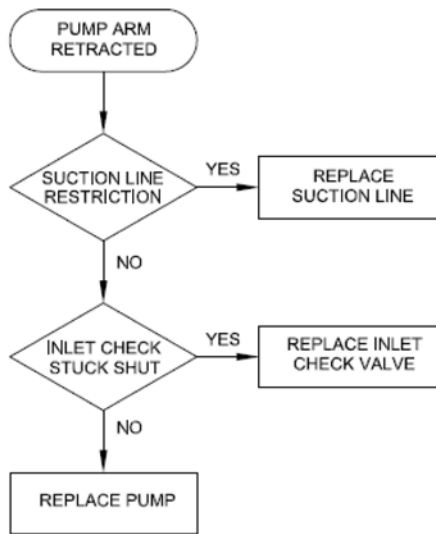 PUMP ARM
RETRACTED
SUCTION LINE
RESTRICTION
YES
REPLACE
SUCTION LINE
NO
INLET CHECK
STUCK SHUT
YES
REPLACE INLET
CHECK VALVE
NO
REPLACE PUMP